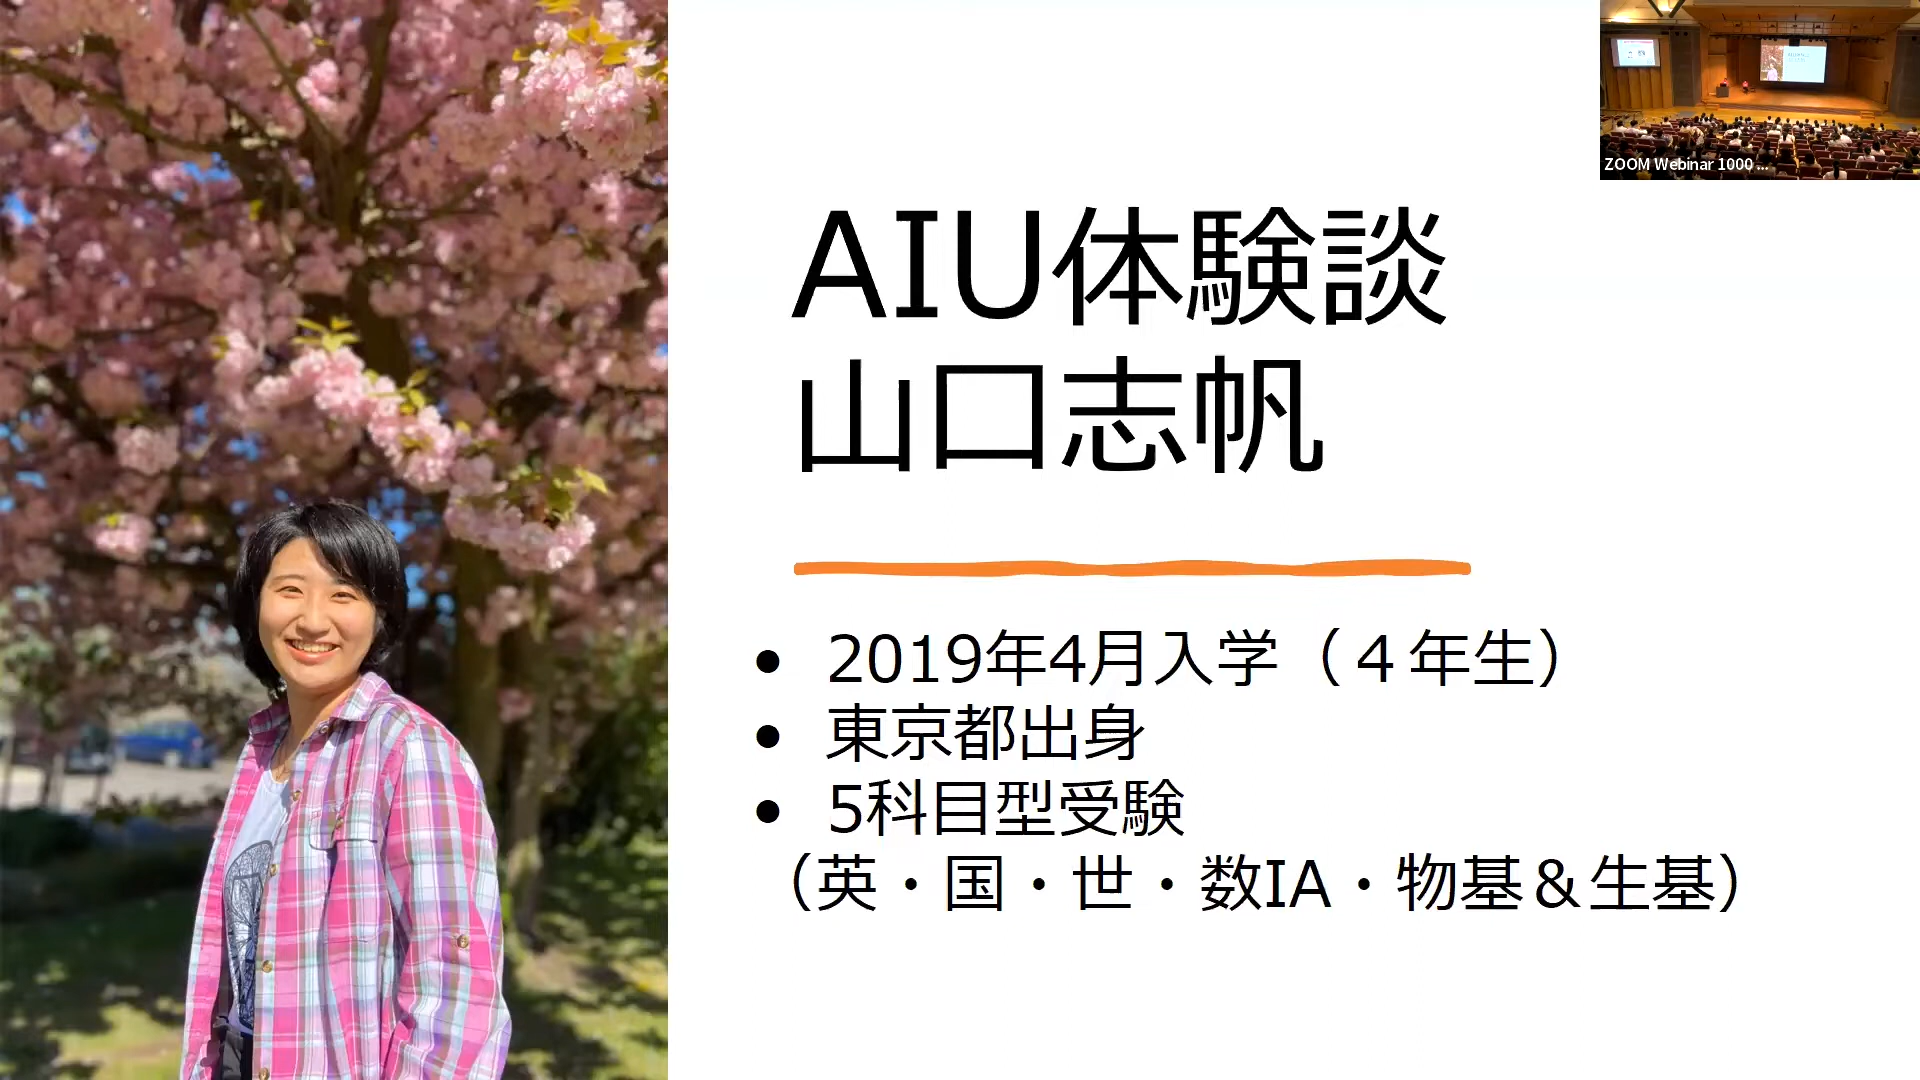 AIU体験談
山口志帆
• 2019年4月入学（４年生）
• 東京都出身
• 5科目型受験
（英・国・世・数IA・物基＆生基）
ZOOM Webinar 1000 ...